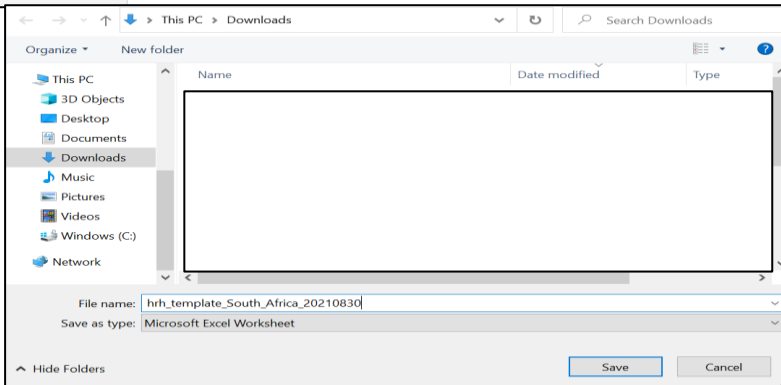 This PC > Downloads
Search Downloads
Organize
New folder
?
Name
Date modified
Type
This PC
3D Objects
Desktop
Documents
Downloads
Music
Pictures
Videos
Windows (C:)
Network
File name: hrh_template_South_Africa_20210830
Save as type: Microsoft Excel Worksheet
Hide Folders
Save
Cancel